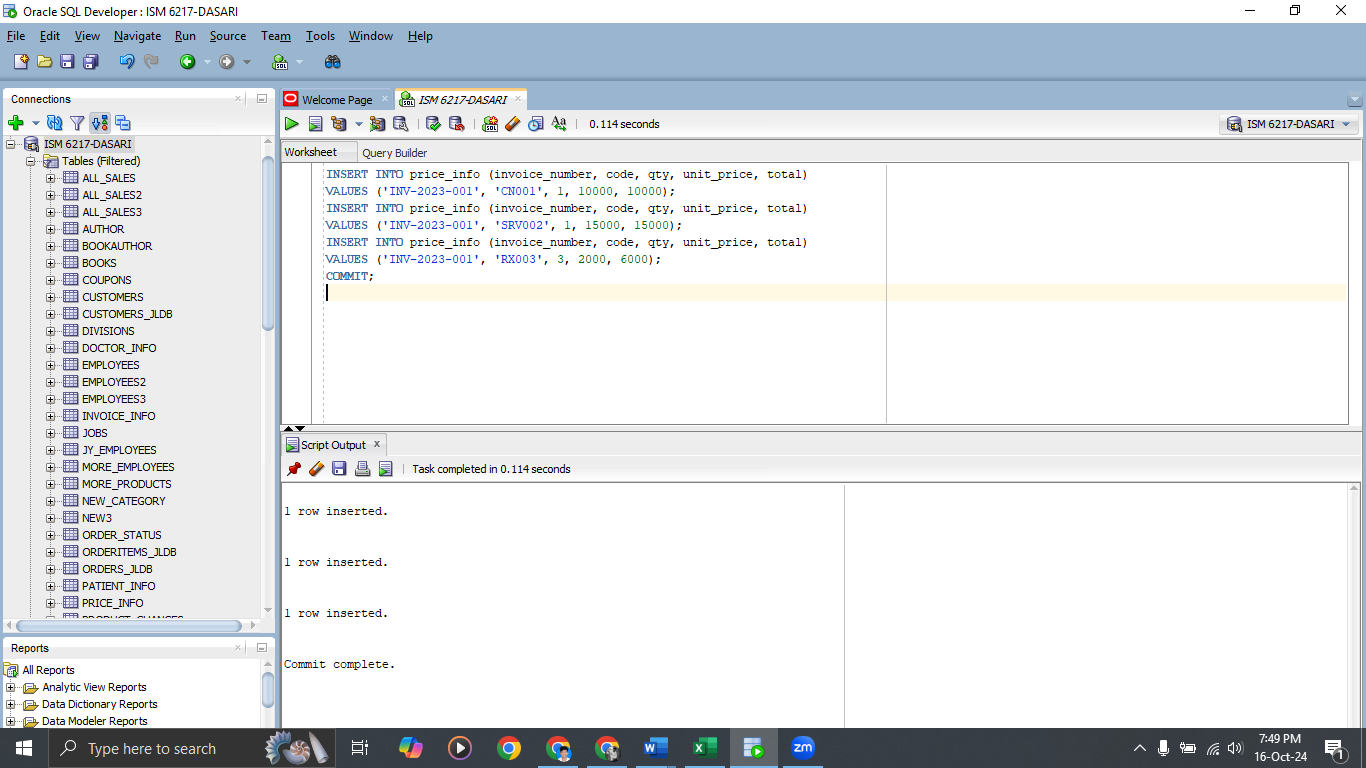 Oracle SQL Developer : ISM 6217-DASARI
File Edit View Navigate Run Source Team Tools Window Help
Connections
Welcome Page
ISM 6217-DASARI
0.114 seconds
ISM 6217-DASARI
Worksheet
Query Builder
ISM 6217-DASARI
Tables (Filtered)
ALL_SALES
ALL_SALES2
ALL_SALES3
AUTHOR
BOOKAUTHOR
BOOKS
COUPONS
CUSTOMERS
CUSTOMERS_JLDB
DIVISIONS
DOCTOR_INFO
EMPLOYEES
EMPLOYEES2
EMPLOYEES3
INVOICE_INFO
JOBS
JY_EMPLOYEES
MORE_EMPLOYEES
MORE_PRODUCTS
NEW_CATEGORY
NEW3
ORDER_STATUS
ORDERITEMS_JLDB
ORDERS_JLDB
PATIENT_INFO
PRICE_INFO
INSERT INTO price_info (invoice_number, code, qty, unit_price, total)
VALUES ('INV-2023-001', 'CN001', 1, 10000, 10000);
INSERT INTO price_info (invoice_number, code, qty, unit_price, total)
VALUES ('INV-2023-001', 'SRV002', 1, 15000, 15000);
INSERT INTO price_info (invoice_number, code, qty, unit_price, total)
VALUES ('INV-2023-001', 'RX003', 3, 2000, 6000);
COMMIT;
Script Output
Task completed in 0.114 seconds
1 row inserted.
1 row inserted.
1 row inserted.
Commit complete.
Reports
All Reports
Analytic View Reports
Data Dictionary Reports
Data Modeler Reports
Type here to search
zm
7:49 PM
16-Oct-24
1